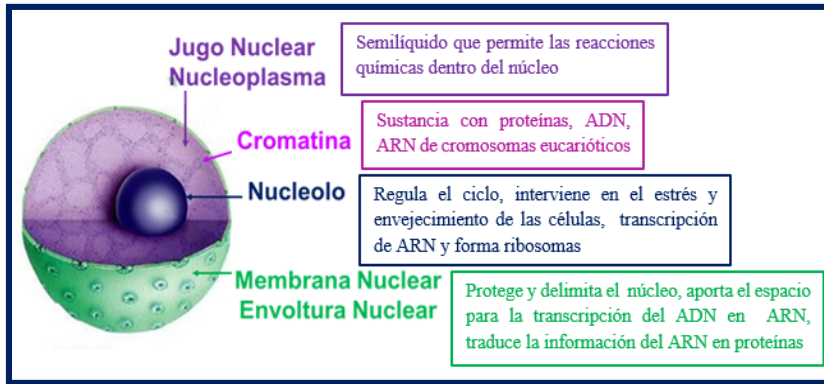 Jugo Nuclear
Nucleoplasma
Semilíquido que permite las reacciones
químicas dentro del núcleo
Cromatina
Sustancia con proteínas, ADN,
ARN de cromosomas eucarióticos
Nucleolo
Regula el ciclo, interviene en el estrés y
envejecimiento de las células, transcripción
de ARN y forma ribosomas
Membrana Nuclear
Envoltura Nuclear
Protege y delimita el núcleo, aporta el espacio
para la transcripción del ADN en ARN,
traduce la información del ARN en proteínas